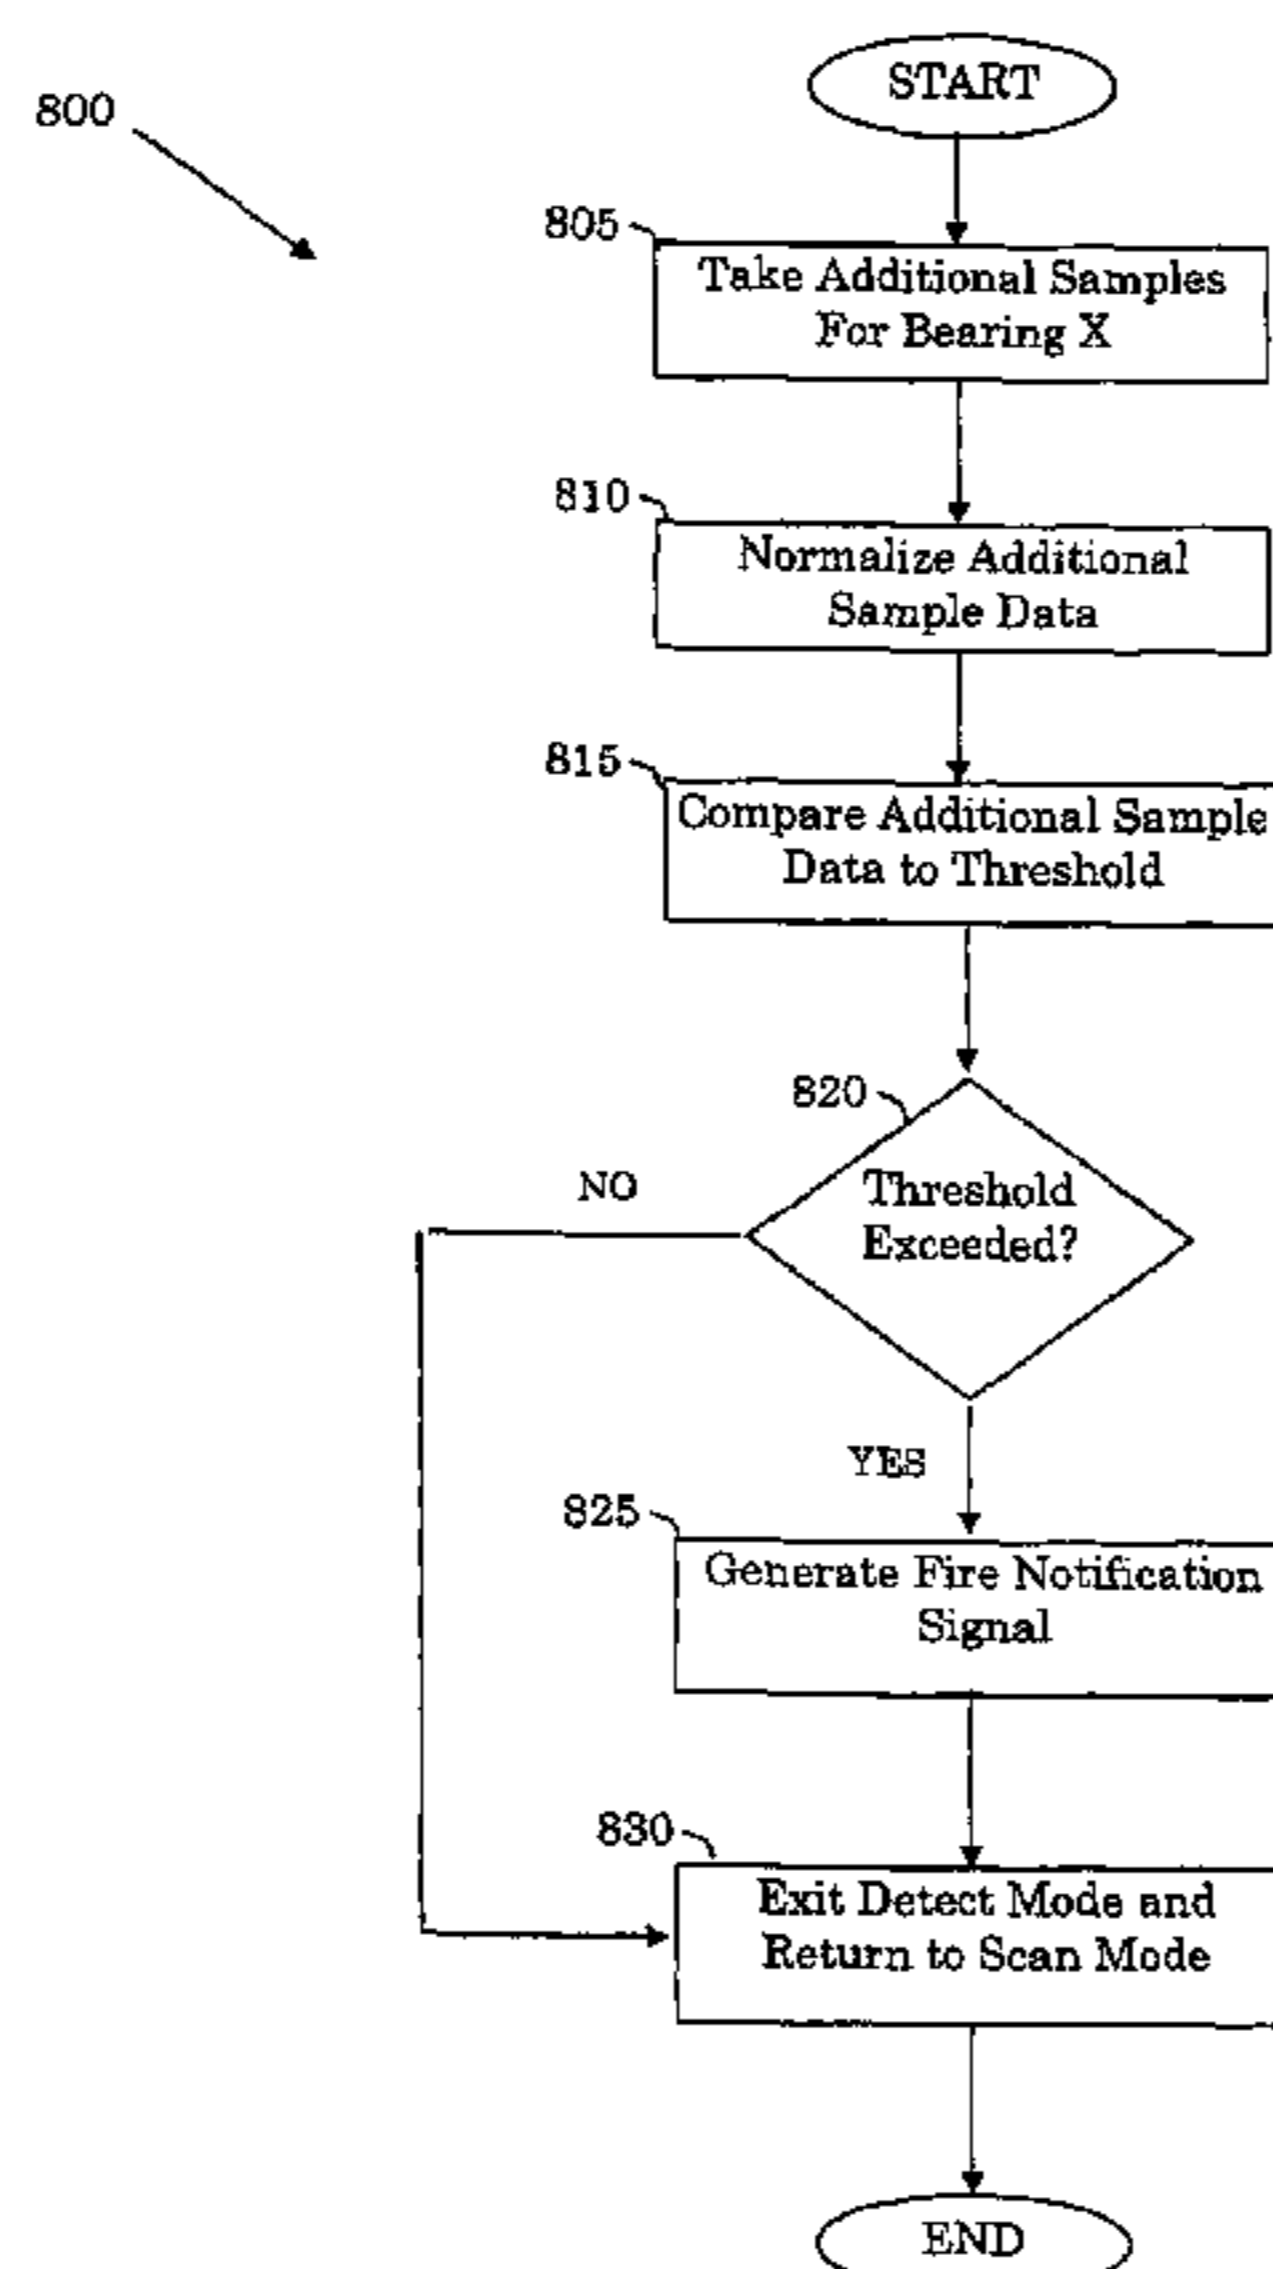 START
800
805
Take Additional Samples
For Bearing X
810
Normalize Additional
Sample Data
815
Compare Additional Sample
Data to Threshold
820
NO
Threshold
Exceeded?
YES
825
Generate Fire Notification
Signal
830
Exit Detect Mode and
Return to Scan Mode
END